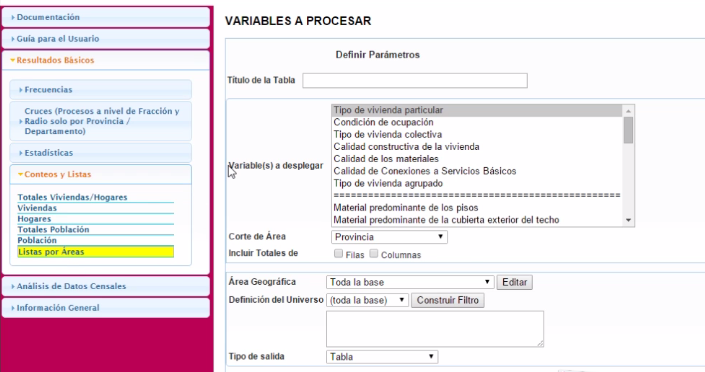 Documentación
Guía para el Usuario
Resultados Básicos
Frecuencias
Cruces (Procesos a nivel de Fracción y
Radio solo por Provincia /
Departamento)
Estadísticas
Conteos y Listas
Totales Viviendas/Hogares
Viviendas
Hogares
Totales Población
Población
Listas por Áreas
Análisis de Datos Censales
Información General
VARIABLES A PROCESAR
Definir Parámetros
Título de la Tabla
Variable(s) a desplegar
Tipo de vivienda particular
Condición de ocupación
Tipo de vivienda colectiva
Calidad constructiva de la vivienda
Calidad de los materiales
Calidad de Conexiones a Servicios Básicos
Tipo de vivienda agrupado
==========================================
Material predominante de los pisos
Material predominante de la cubierta exterior del techo
Corte de Área Provincia
Incluir Totales de Filas Columnas
Área Geográfica Toda la base Editar
Definición del Universo (toda la base) Construir Filtro
Tipo de salida Tabla